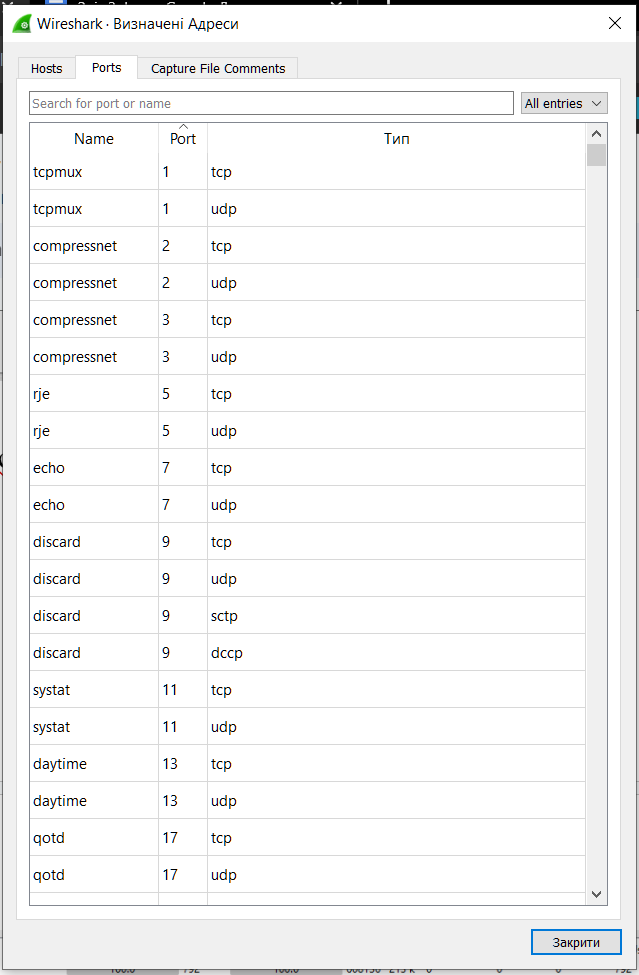 Wireshark · Визначені Адреси
Hosts Ports Capture File Comments
Search for port or name All entries
Name Port Тип
tcpmux 1 tcp
tcpmux 1 udp
compressnet 2 tcp
compressnet 2 udp
compressnet 3 tcp
compressnet 3 udp
rje 5 tcp
rje 5 udp
echo 7 tcp
echo 7 udp
discard 9 tcp
discard 9 udp
discard 9 sctp
discard 9 dccp
systat 11 tcp
systat 11 udp
daytime 13 tcp
daytime 13 udp
qotd 17 tcp
qotd 17 udp
Закрити